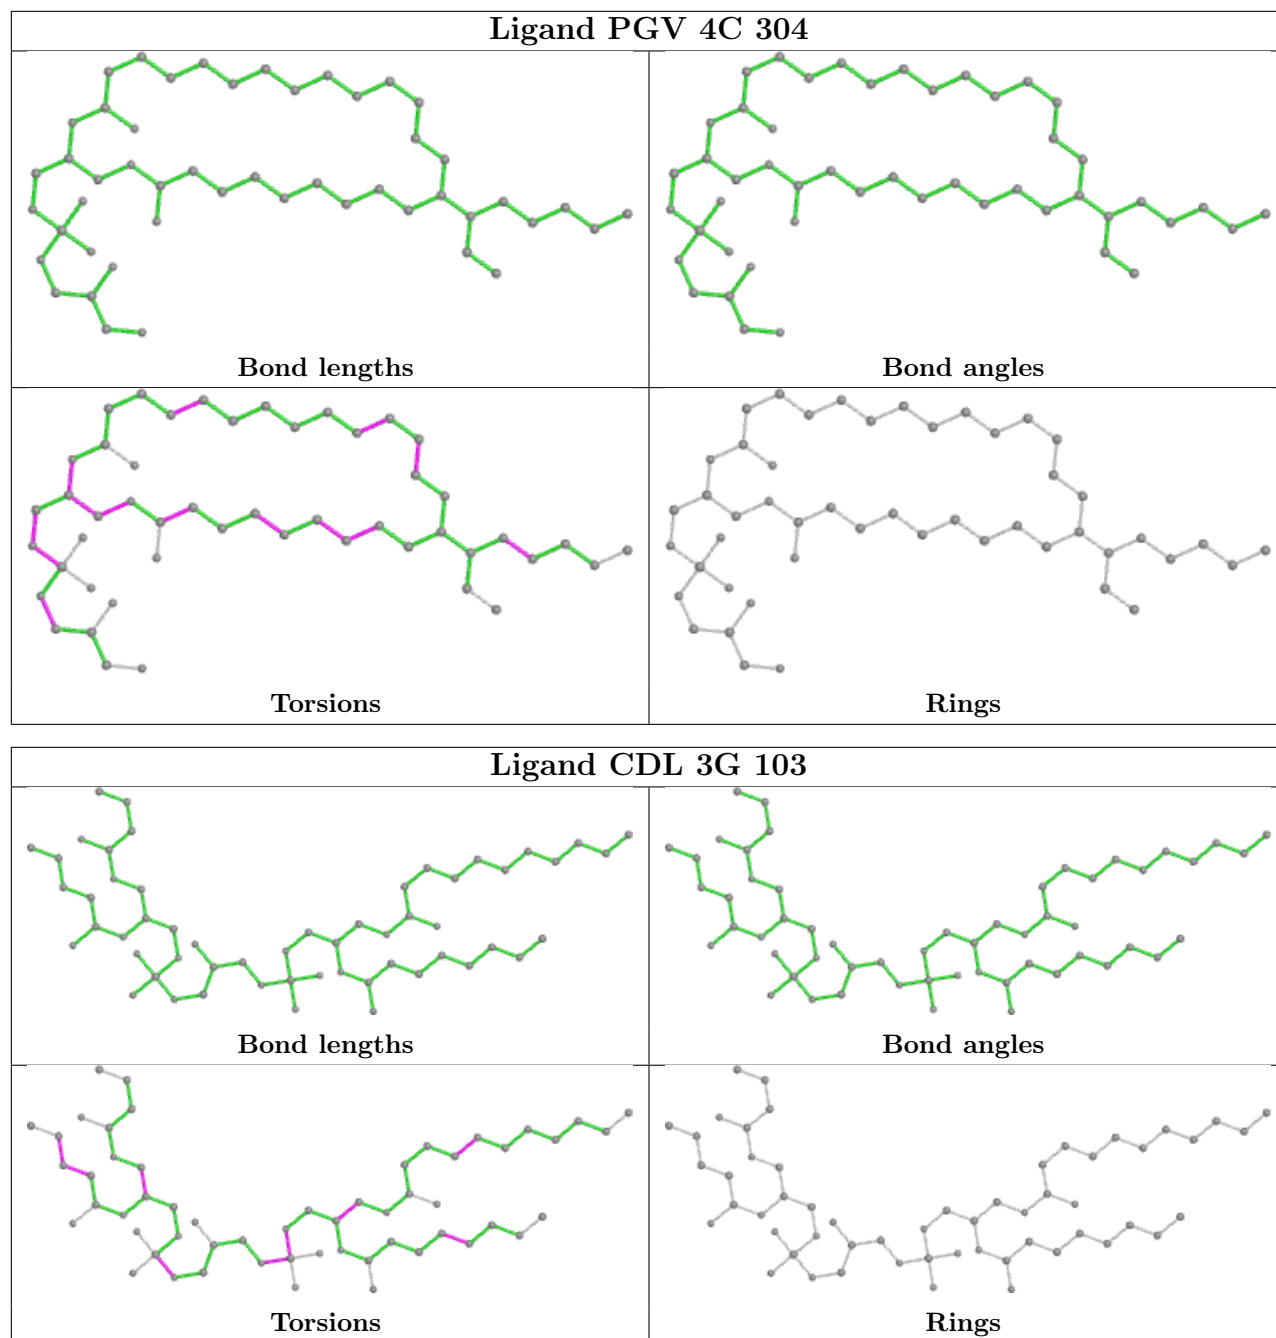 Ligand PGV 4C 304
Bond lengths
Bond angles
Torsions
Rings
Ligand CDL 3G 103
Bond lengths
Bond angles
Torsions
Rings